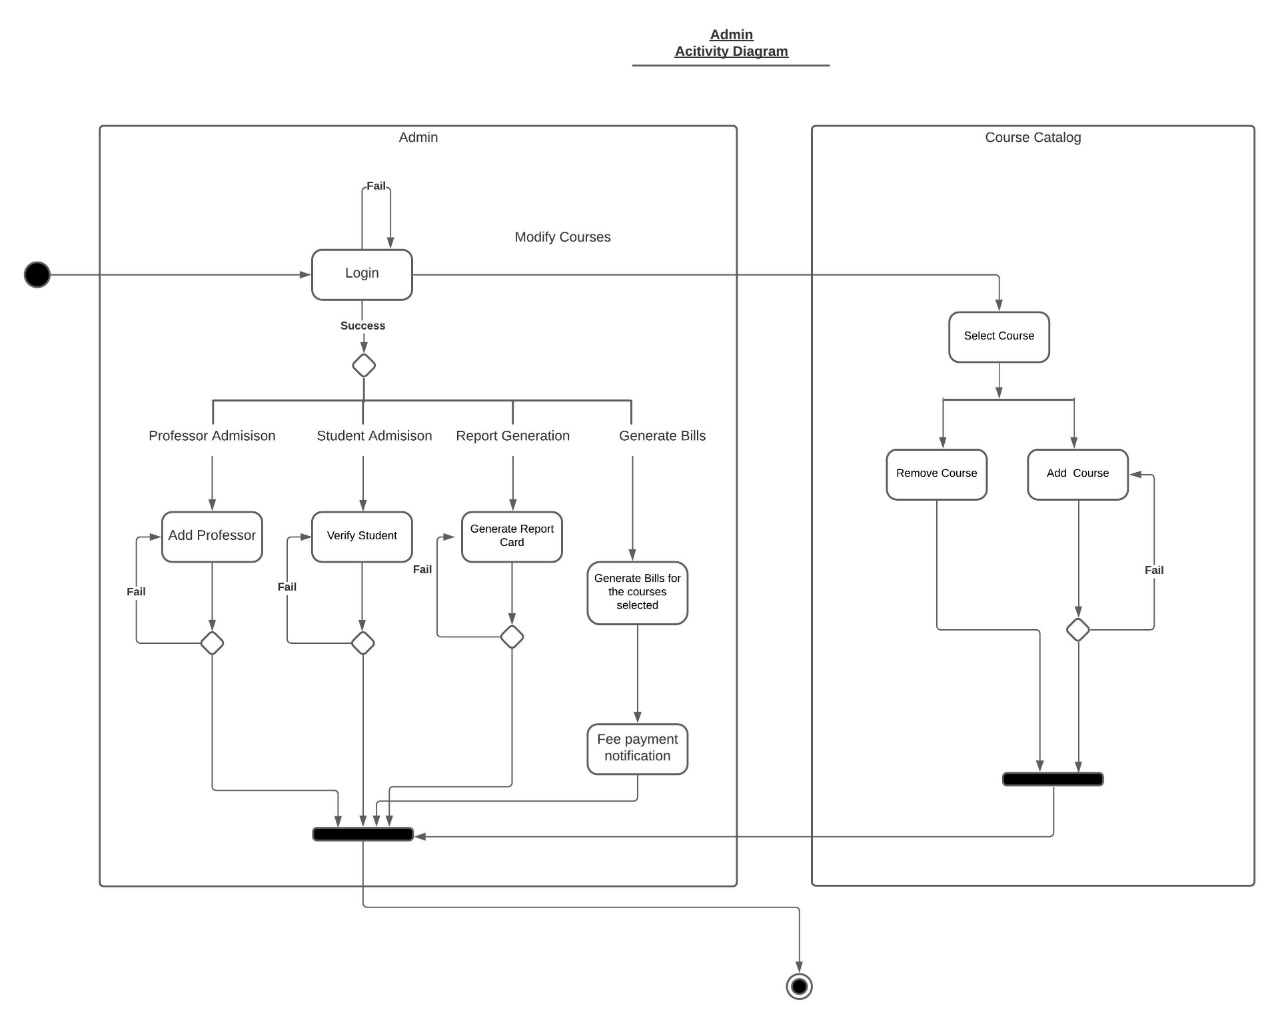 Admin
Acitivity Diagram
Admin
Course Catalog
Fail
Modify Courses
Login
Success
Select Course
Professor Admisison
Student Admisison
Report Generation
Generate Bills
Remove Course
Add Course
Add Professor
Verify Student
Generate Report
Card
Fail
Fail
Fail
Fail
Generate Bills for
the courses
selected
Fee payment
notification